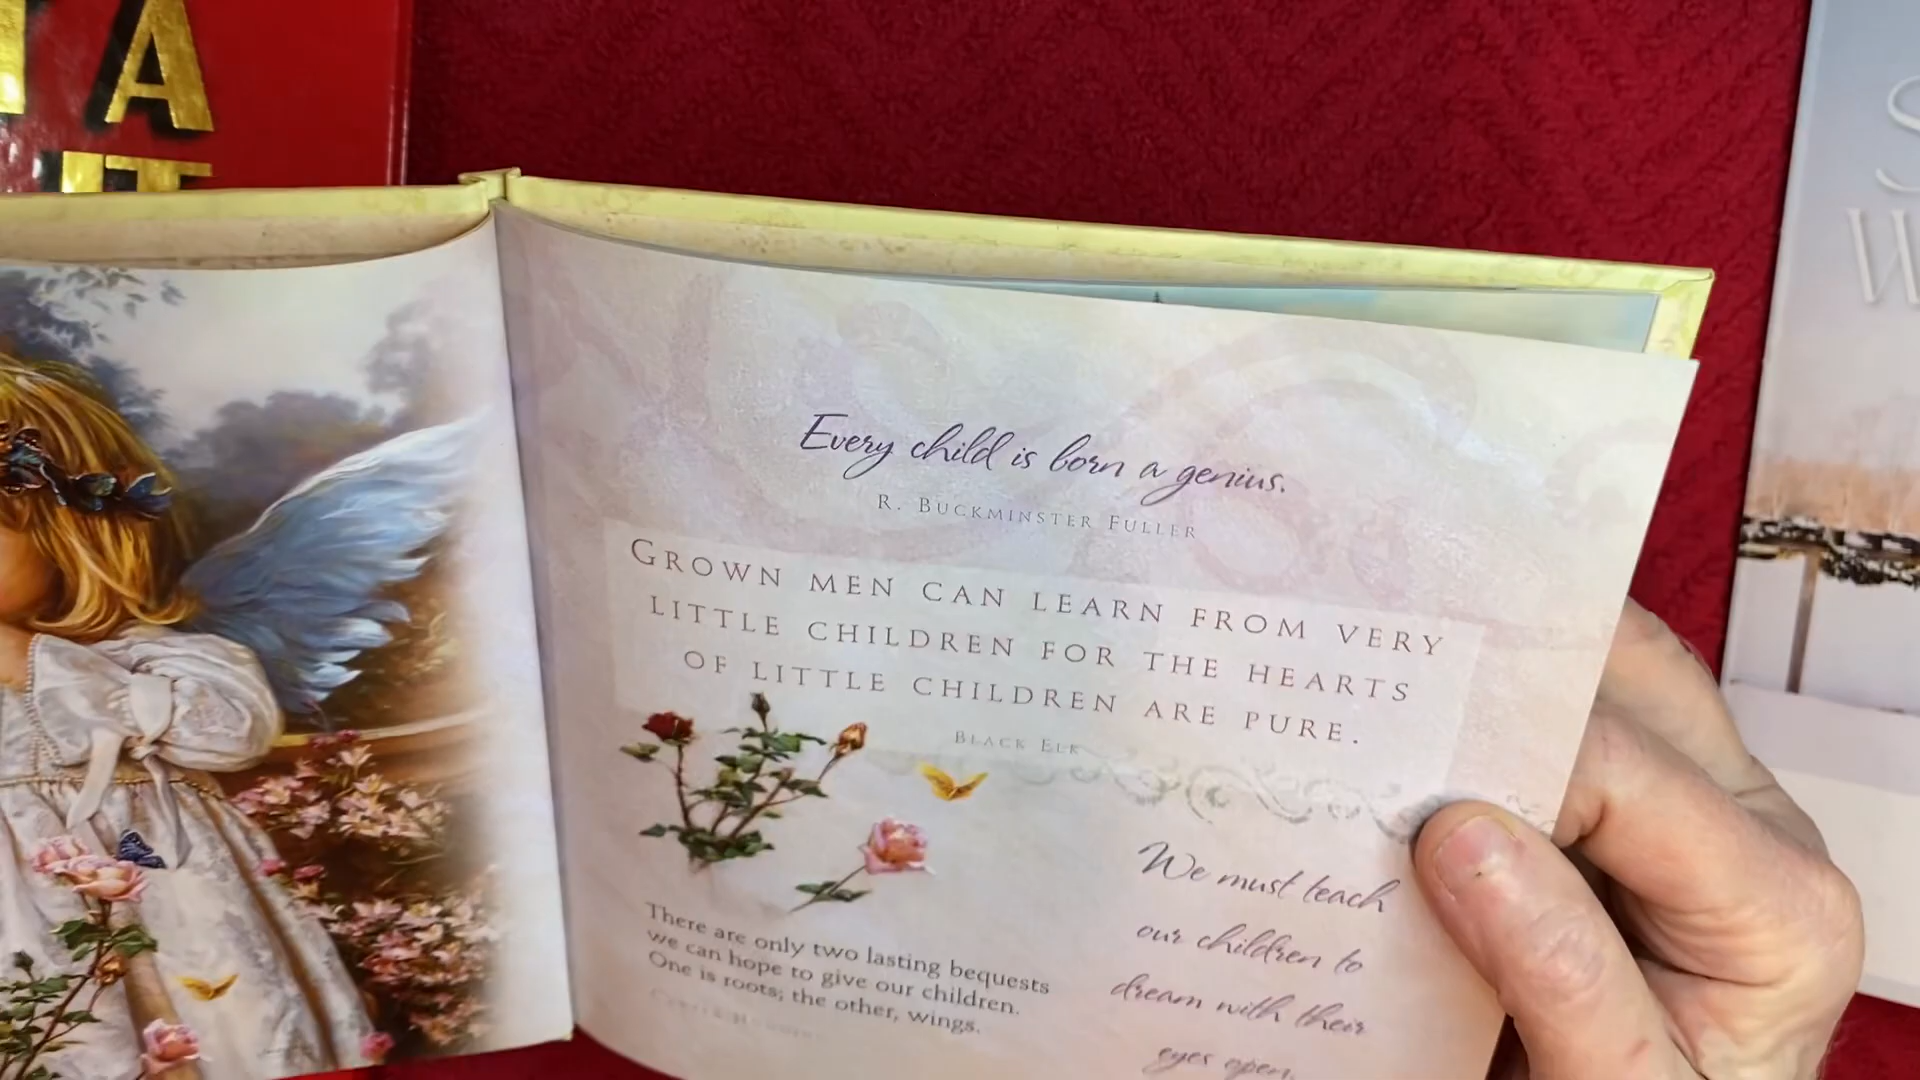 TA
IT
S
W
Every child is born a genius.
R. Buckminster Fuller
Grown men can learn from very
little children for the hearts
of little children are pure.
Black Elk
There are only two lasting bequests
we can hope to give our children.
One is roots; the other, wings.
We must teach
our children to
dream with their
eyes open.